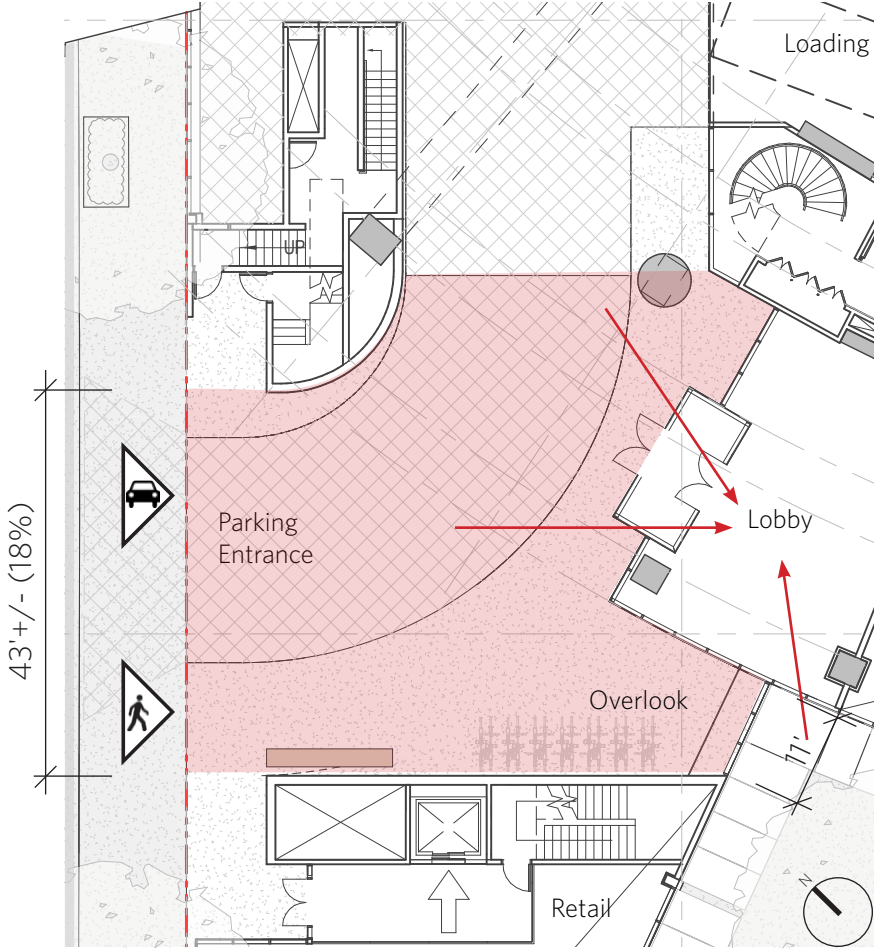 Loading
UP
43'+/- (18%)
Parking
Entrance
Lobby
Overlook
11'
Retail
N